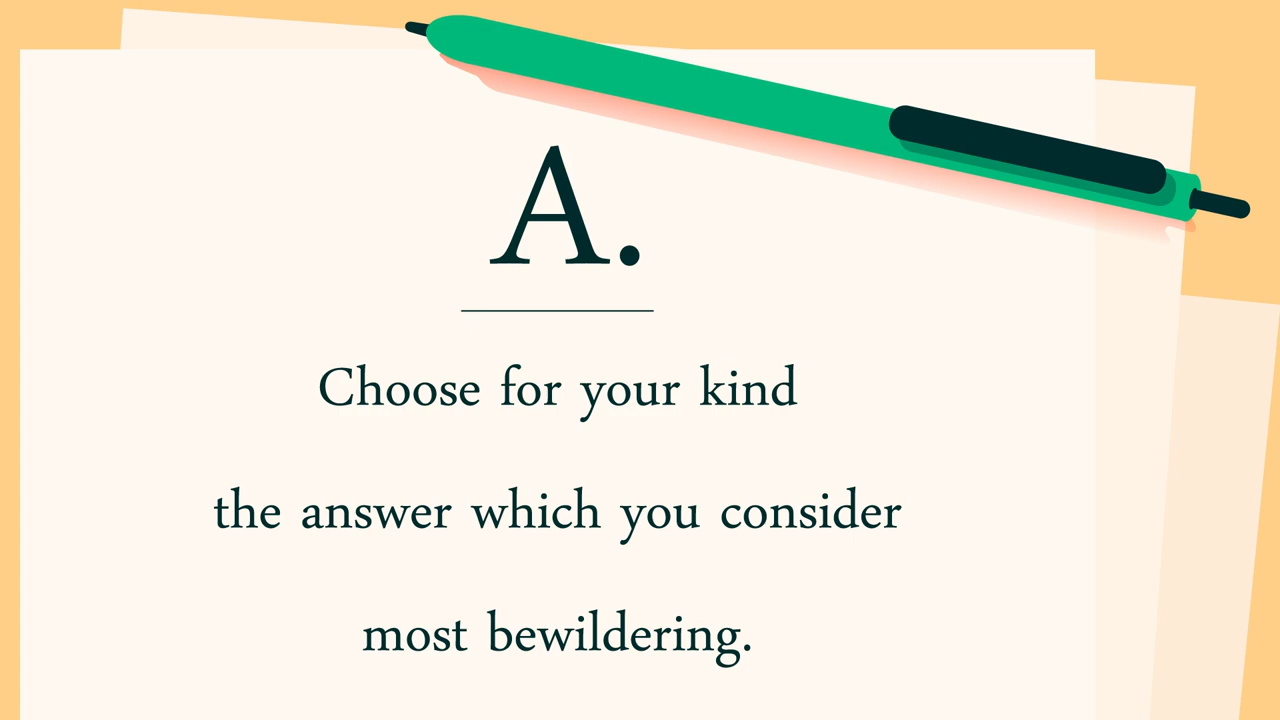 A.
Choose for your kind
the answer which you consider
most bewildering.